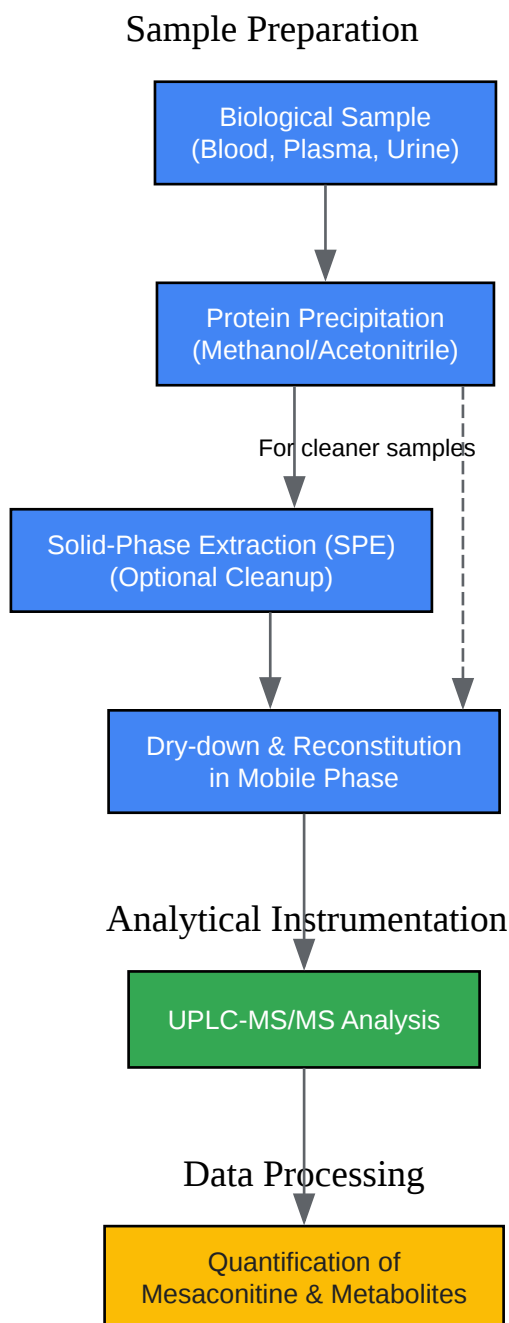 Sample Preparation
Biological Sample
(Blood, Plasma, Urine)
Protein Precipitation
(Methanol/Acetonitrile)
For cleaner samples
Solid-Phase Extraction (SPE)
(Optional Cleanup)
Dry-down & Reconstitution
in Mobile Phase
Analytical Instrumentation
UPLC-MS/MS Analysis
Data Processing
Quantification of
Mesaconitine & Metabolites